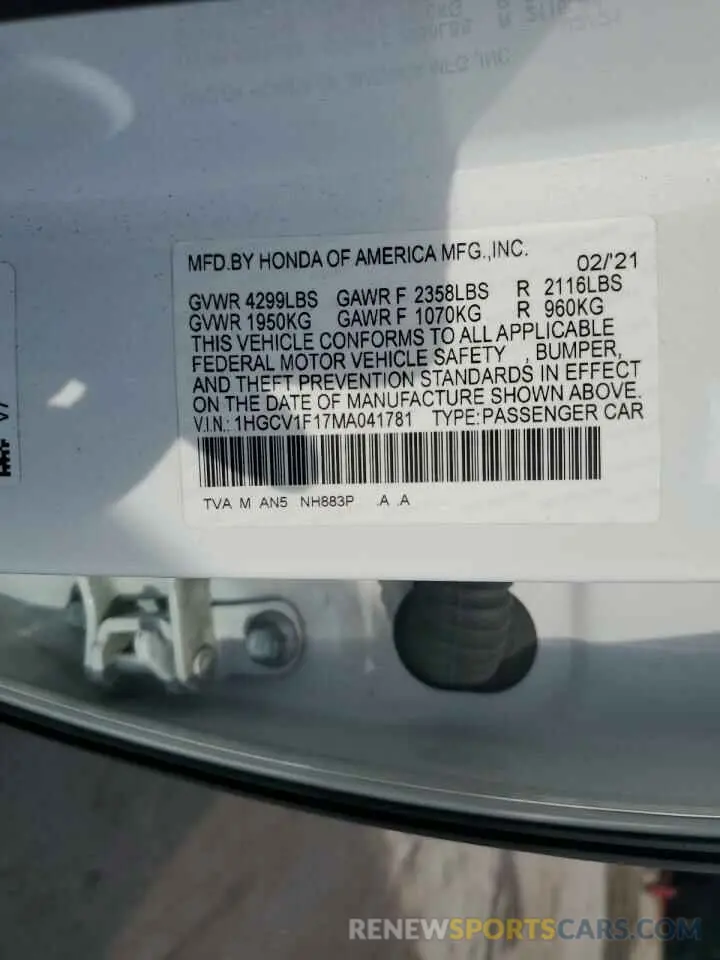 MFD.BY HONDA OF AMERICA MFG.,INC. 02/'21
GVWR 4299LBS GAWR F 2358LBS R 2116LBS
GVWR 1950KG GAWR F 1070KG R 960KG
THIS VEHICLE CONFORMS TO ALL APPLICABLE
FEDERAL MOTOR VEHICLE SAFETY , BUMPER,
AND THEFT PREVENTION STANDARDS IN EFFECT
ON THE DATE OF MANUFACTURE SHOWN ABOVE.
V.I.N.: 1HGCV1F17MA041781 TYPE:PASSENGER CAR
TVA M AN5 NH883P .A .A
V7
RENEWSPORTSCARS.COM